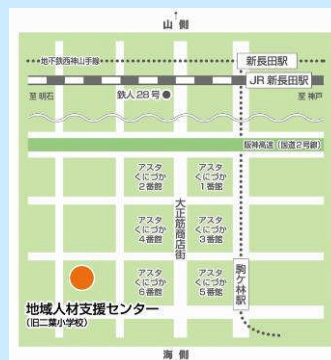 山 側
新長田駅
地下鉄西神山手線
JR 新長田駅
至 明石
鉄人28号
至 神戸
阪神高速 (国道2号線)
アスタ
くにづか
2番館
アスタ
くにづか
1番館
大正筋商店街
アスタ
くにづか
4番館
アスタ
くにづか
3番館
駒ケ林駅
アスタ
くにづか
6番館
アスタ
くにづか
5番館
地域人材支援センター
(旧二葉小学校)
海 側